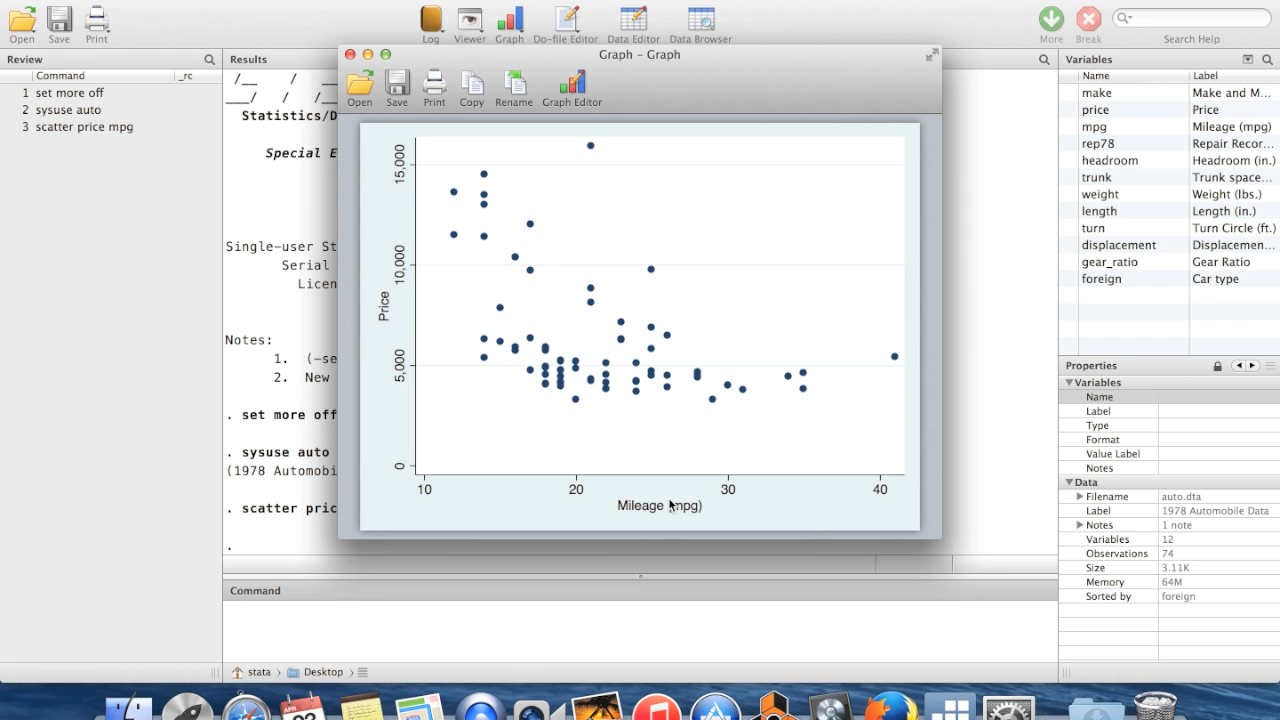 Open Save Print Log Viewer Graph Do-file Editor Data Editor Data Browser More Break Search Help
Review
Command _rc
1 set more off
2 sysuse auto
3 scatter price mpg
Results
/__ / __
___/ / /__
Statistics/D
Special E
Single-user St
Serial
Licen
Notes:
1. (-se
2. New
. set more off
. sysuse auto
(1978 Automobi
. scatter pric
.
Graph - Graph
Open Save Print Copy Rename Graph Editor
Price
15,000
10,000
5,000
0
10 20 30 40
Mileage (mpg)
Command
stata Desktop
Variables
Name Label
make Make and M...
price Price
mpg Mileage (mpg)
rep78 Repair Recor...
headroom Headroom (in.)
trunk Trunk space...
weight Weight (lbs.)
length Length (in.)
turn Turn Circle (ft.)
displacement Displacemen...
gear_ratio Gear Ratio
foreign Car type
Properties
Variables
Name
Label
Type
Format
Value Label
Notes
Data
Filename auto.dta
Label 1978 Automobile Data
Notes 1 note
Variables 12
Observations 74
Size 3.11K
Memory 64M
Sorted by foreign
APR